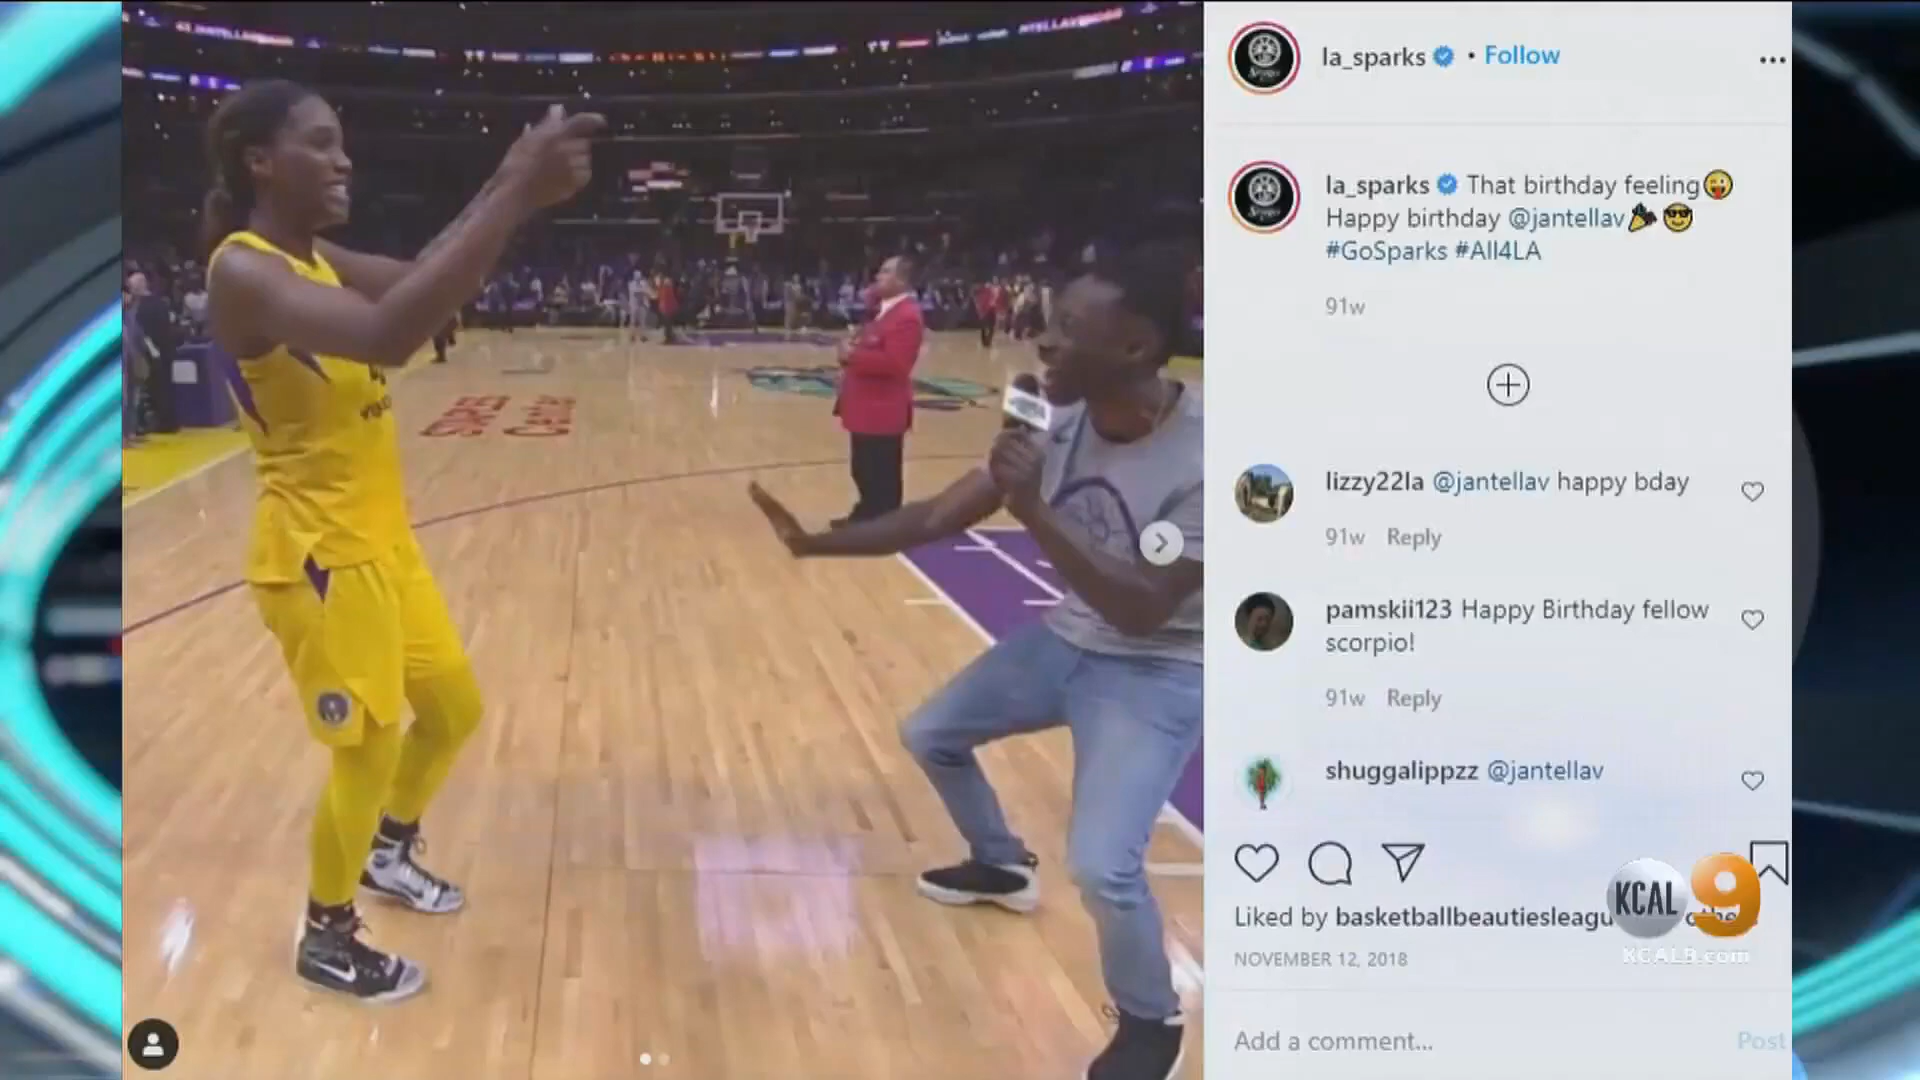 la_sparks • Follow
la_sparks That birthday feeling
Happy birthday @jantellav
#GoSparks #All4LA
91w
lizzy22la @jantellav happy bday
91w Reply
pamskii123 Happy Birthday fellow
scorpio!
91w Reply
shuggalippzz @jantellav
Liked by basketballbeautiesleagu
NOVEMBER 12, 2018
Add a comment... Post
KCAL 9
KCAL9.com
STAPLES
Center